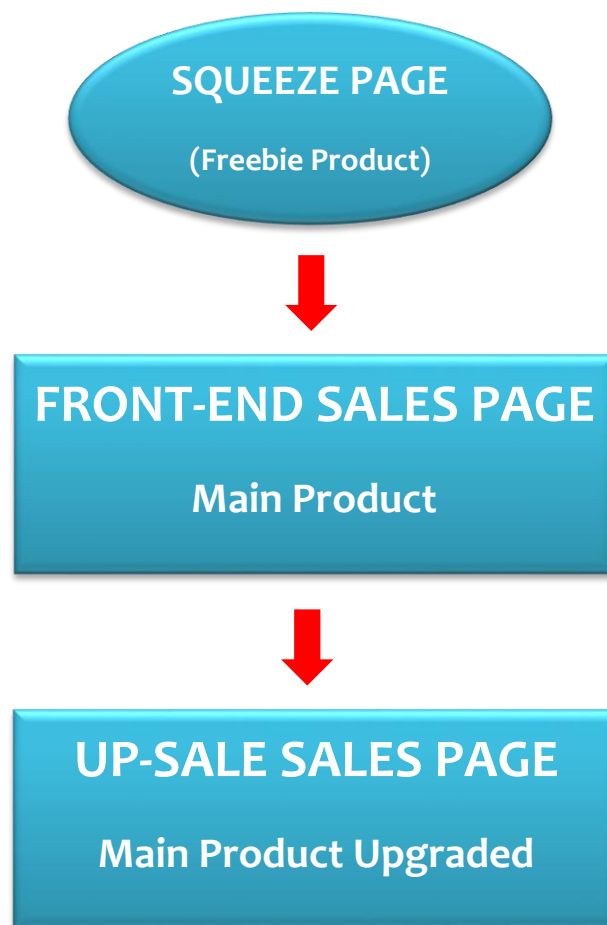 SQUEEZE PAGE
(Freebie Product)
FRONT-END SALES PAGE
Main Product
UP-SALE SALES PAGE
Main Product Upgraded